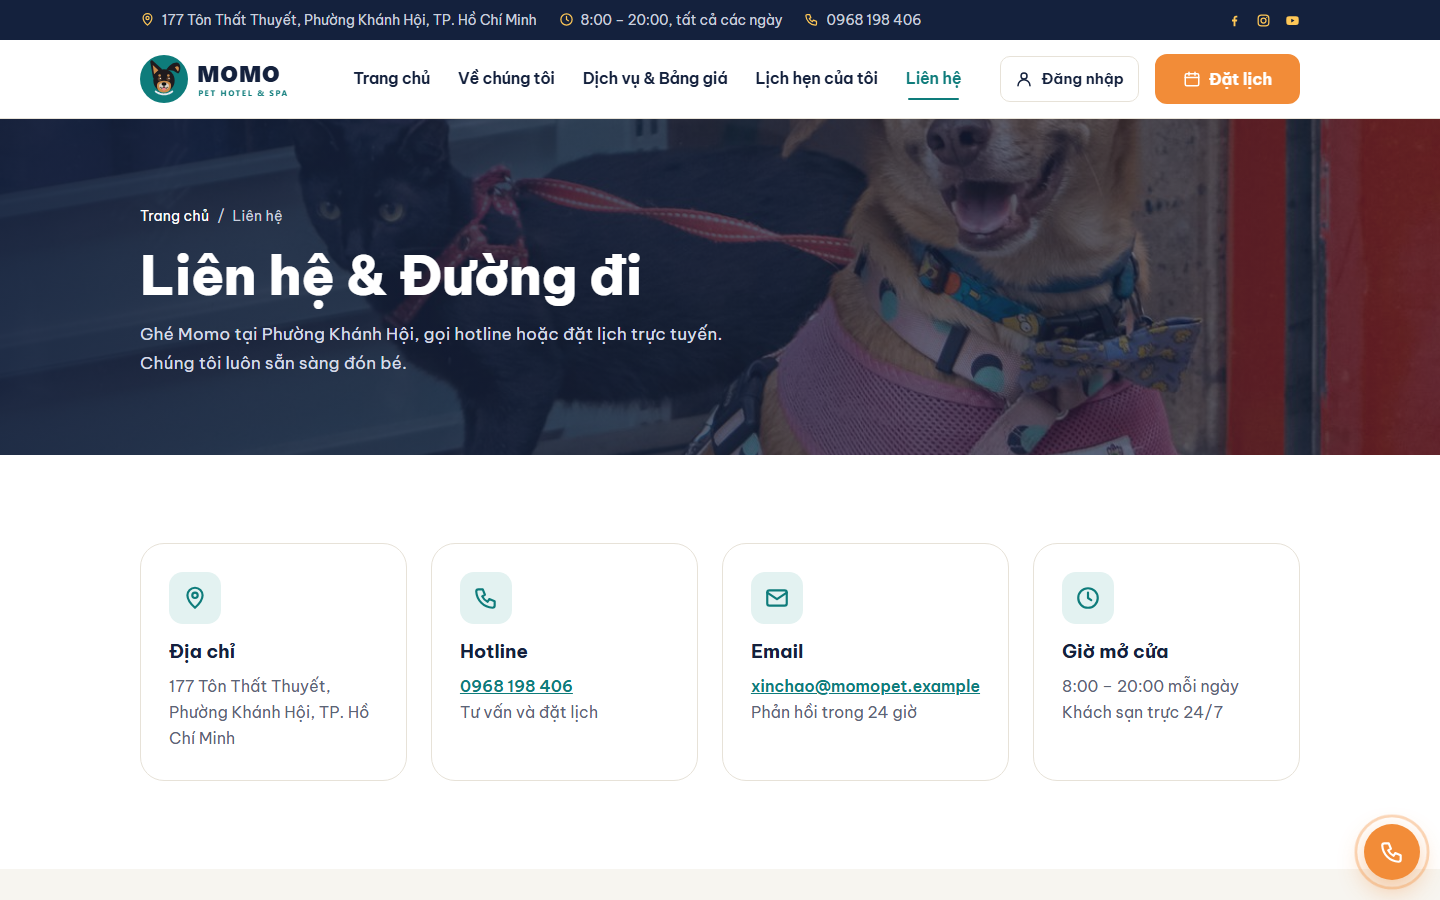 177 Tôn Thất Thuyết, Phường Khánh Hội, TP. Hồ Chí Minh
8:00 – 20:00, tất cả các ngày
0968 198 406
MOMO
PET HOTEL & SPA
Trang chủ
Về chúng tôi
Dịch vụ & Bảng giá
Lịch hẹn của tôi
Liên hệ
Đăng nhập
Đặt lịch
Trang chủ / Liên hệ
Liên hệ & Đường đi
Ghé Momo tại Phường Khánh Hội, gọi hotline hoặc đặt lịch trực tuyến.
Chúng tôi luôn sẵn sàng đón bé.
Địa chỉ
177 Tôn Thất Thuyết,
Phường Khánh Hội, TP. Hồ
Chí Minh
Hotline
0968 198 406
Tư vấn và đặt lịch
Email
xinchao@momopet.example
Phản hồi trong 24 giờ
Giờ mở cửa
8:00 – 20:00 mỗi ngày
Khách sạn trực 24/7